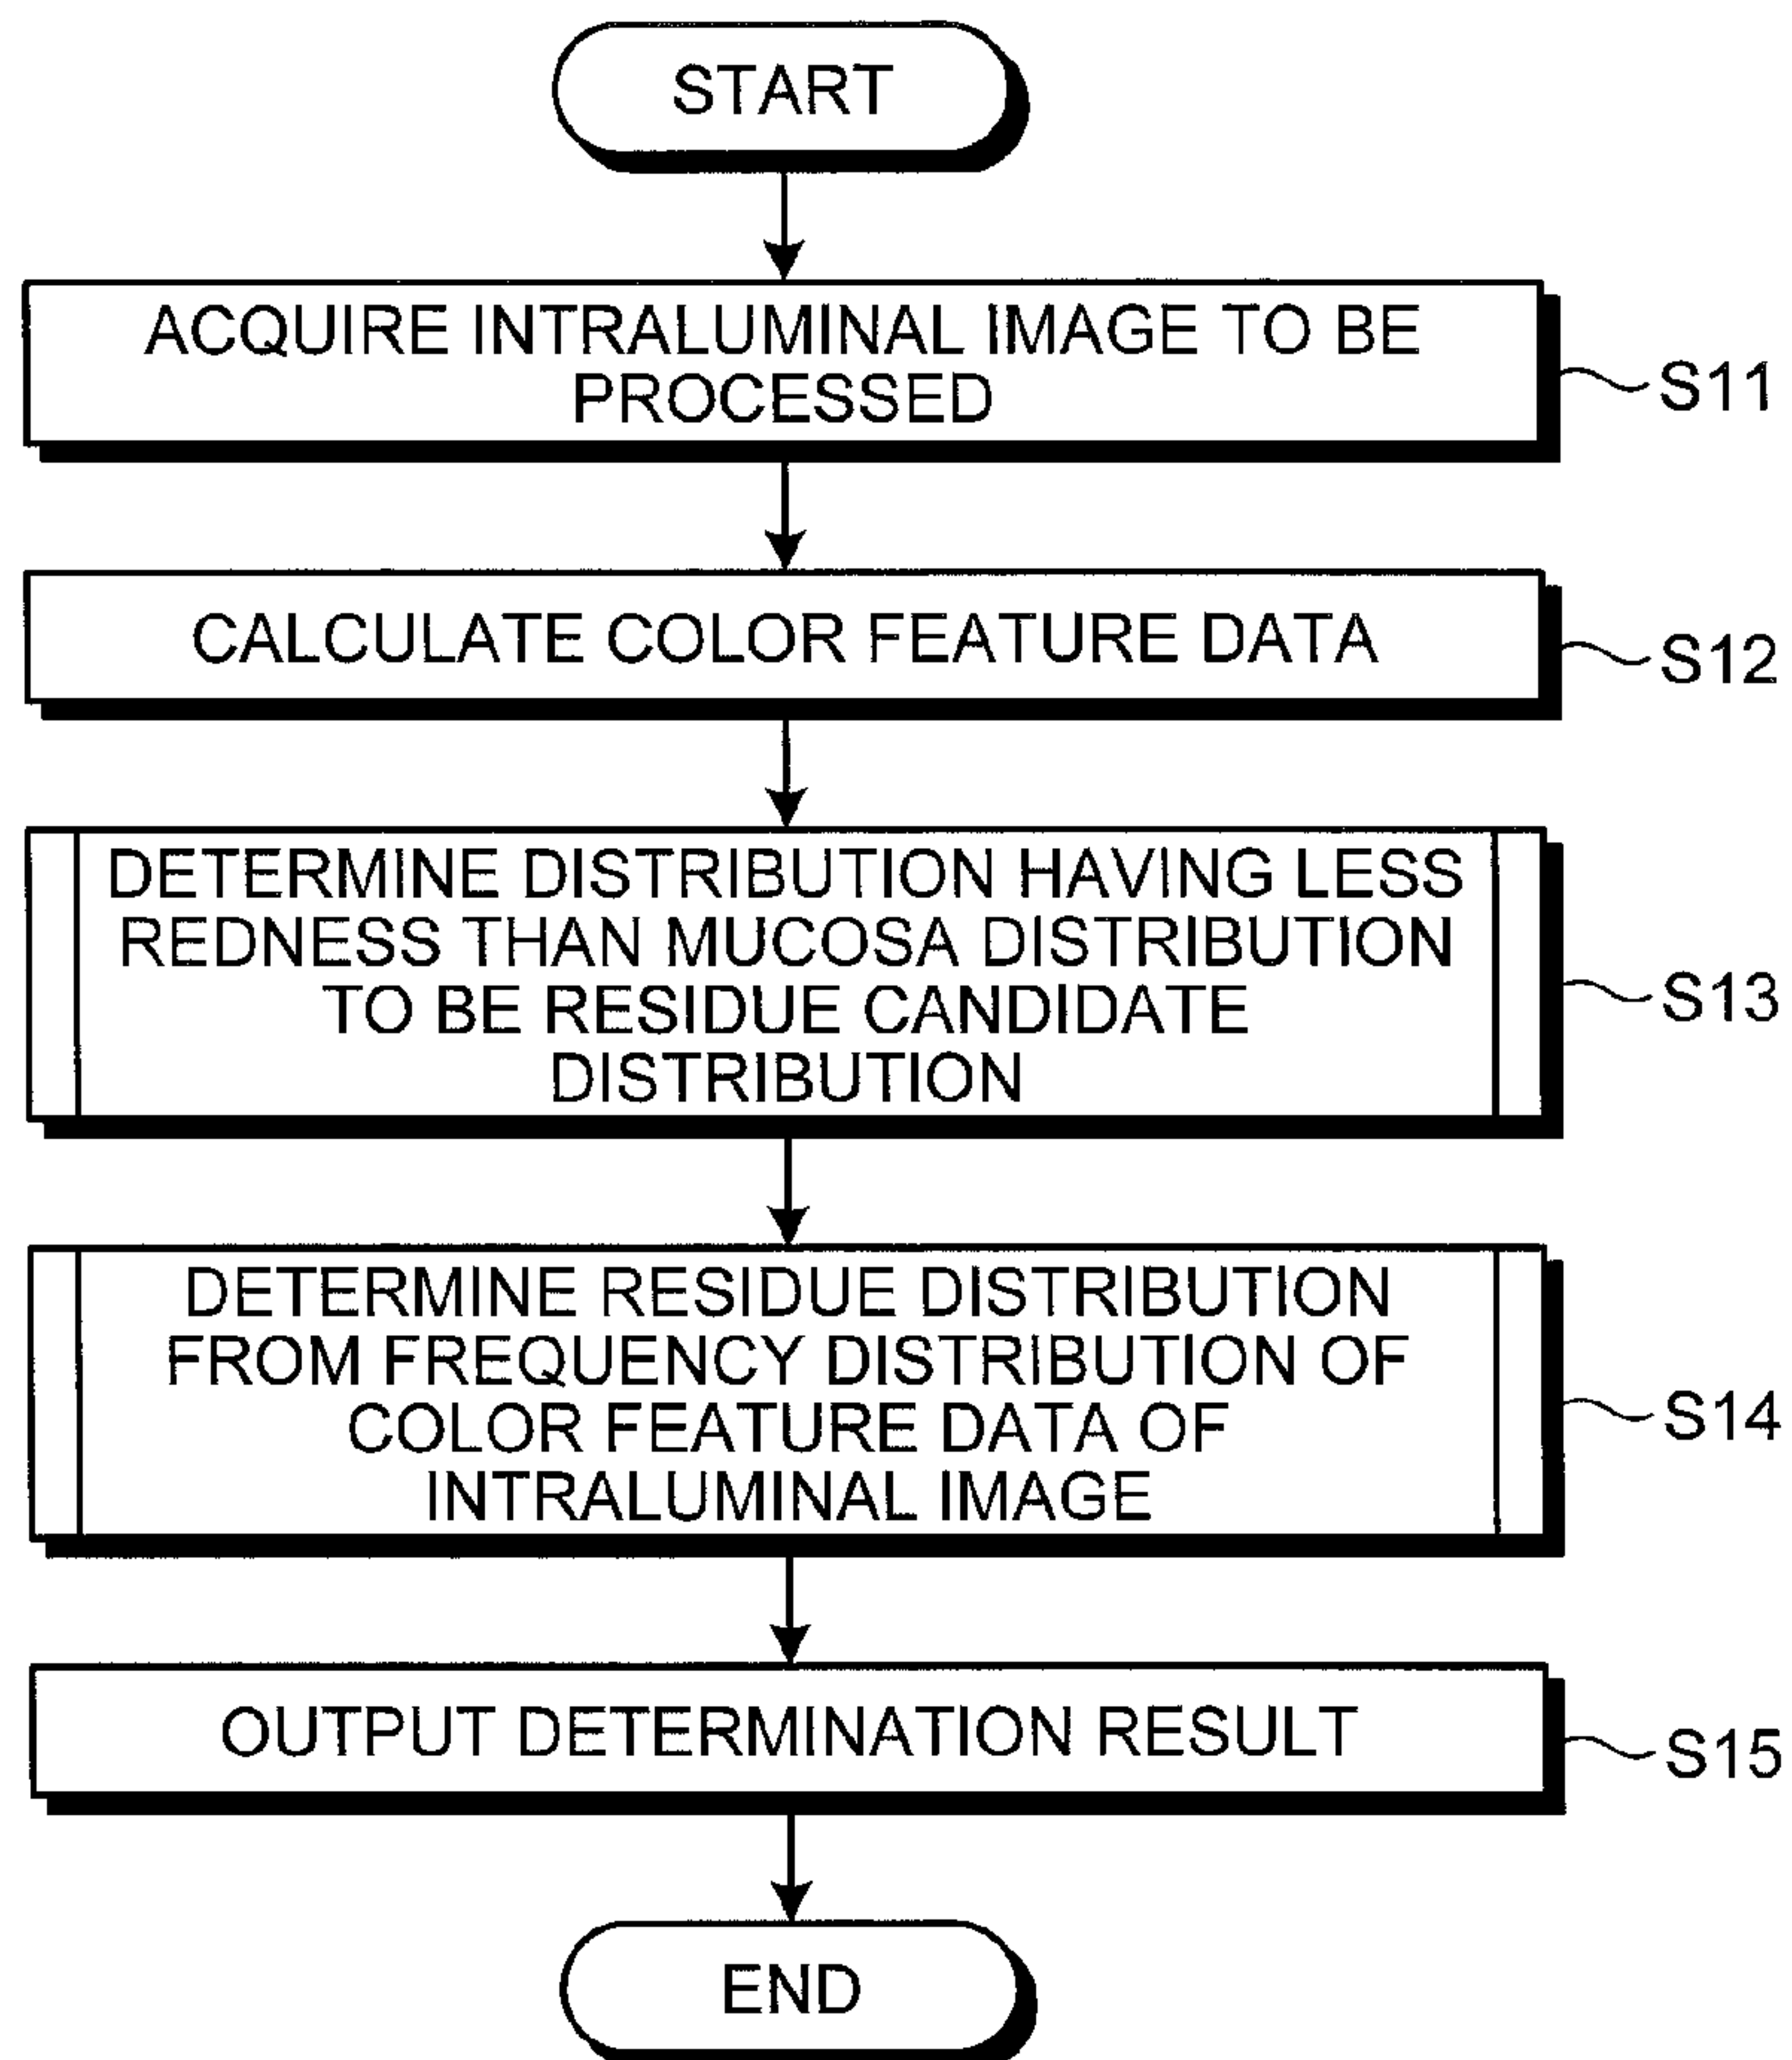 START
ACQUIRE INTRALUMINAL IMAGE TO BE
PROCESSED
S11
CALCULATE COLOR FEATURE DATA
S12
DETERMINE DISTRIBUTION HAVING LESS
REDNESS THAN MUCOSA DISTRIBUTION
TO BE RESIDUE CANDIDATE
DISTRIBUTION
S13
DETERMINE RESIDUE DISTRIBUTION
FROM FREQUENCY DISTRIBUTION OF
COLOR FEATURE DATA OF
INTRALUMINAL IMAGE
S14
OUTPUT DETERMINATION RESULT
S15
END